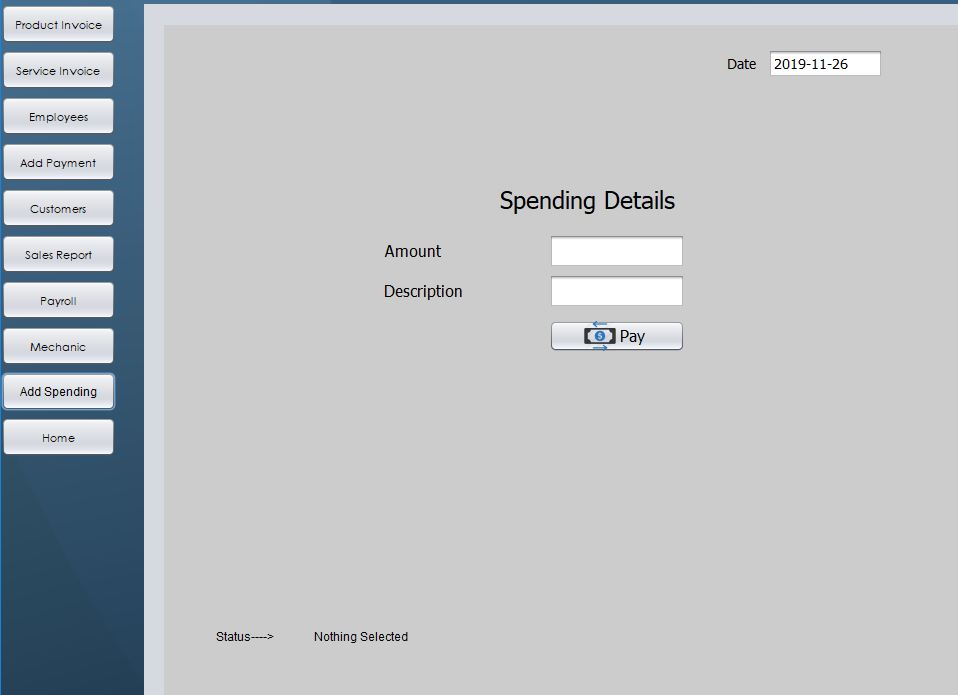 Product Invoice
Service Invoice
Employees
Add Payment
Customers
Sales Report
Payroll
Mechanic
Add Spending
Home
Date 2019-11-26
Spending Details
Amount
Description
$ Pay
Status----> Nothing Selected